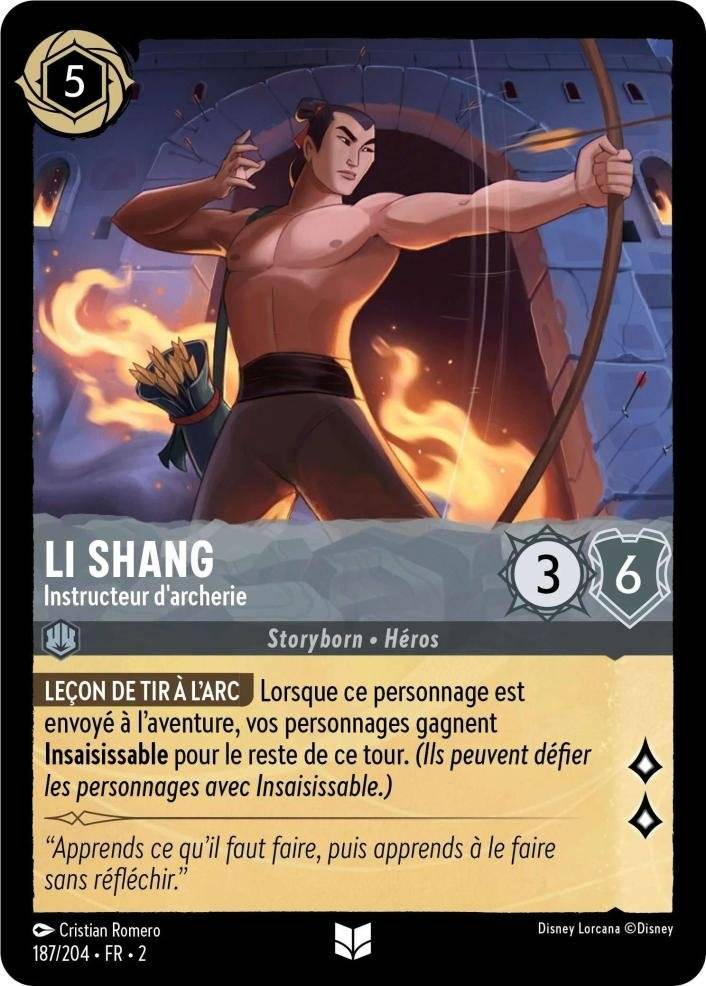 5
LI SHANG
Instructeur d'archerie
3
6
Storyborn • Héros
LEÇON DE TIR À L'ARC Lorsque ce personnage est
envoyé à l'aventure, vos personnages gagnent
Insaisissable pour le reste de ce tour. (Ils peuvent défier
les personnages avec Insaisissable.)
“Apprends ce qu'il faut faire, puis apprends à le faire
sans réfléchir.”
Cristian Romero
187/204 • FR • 2
Disney Lorcana ©Disney